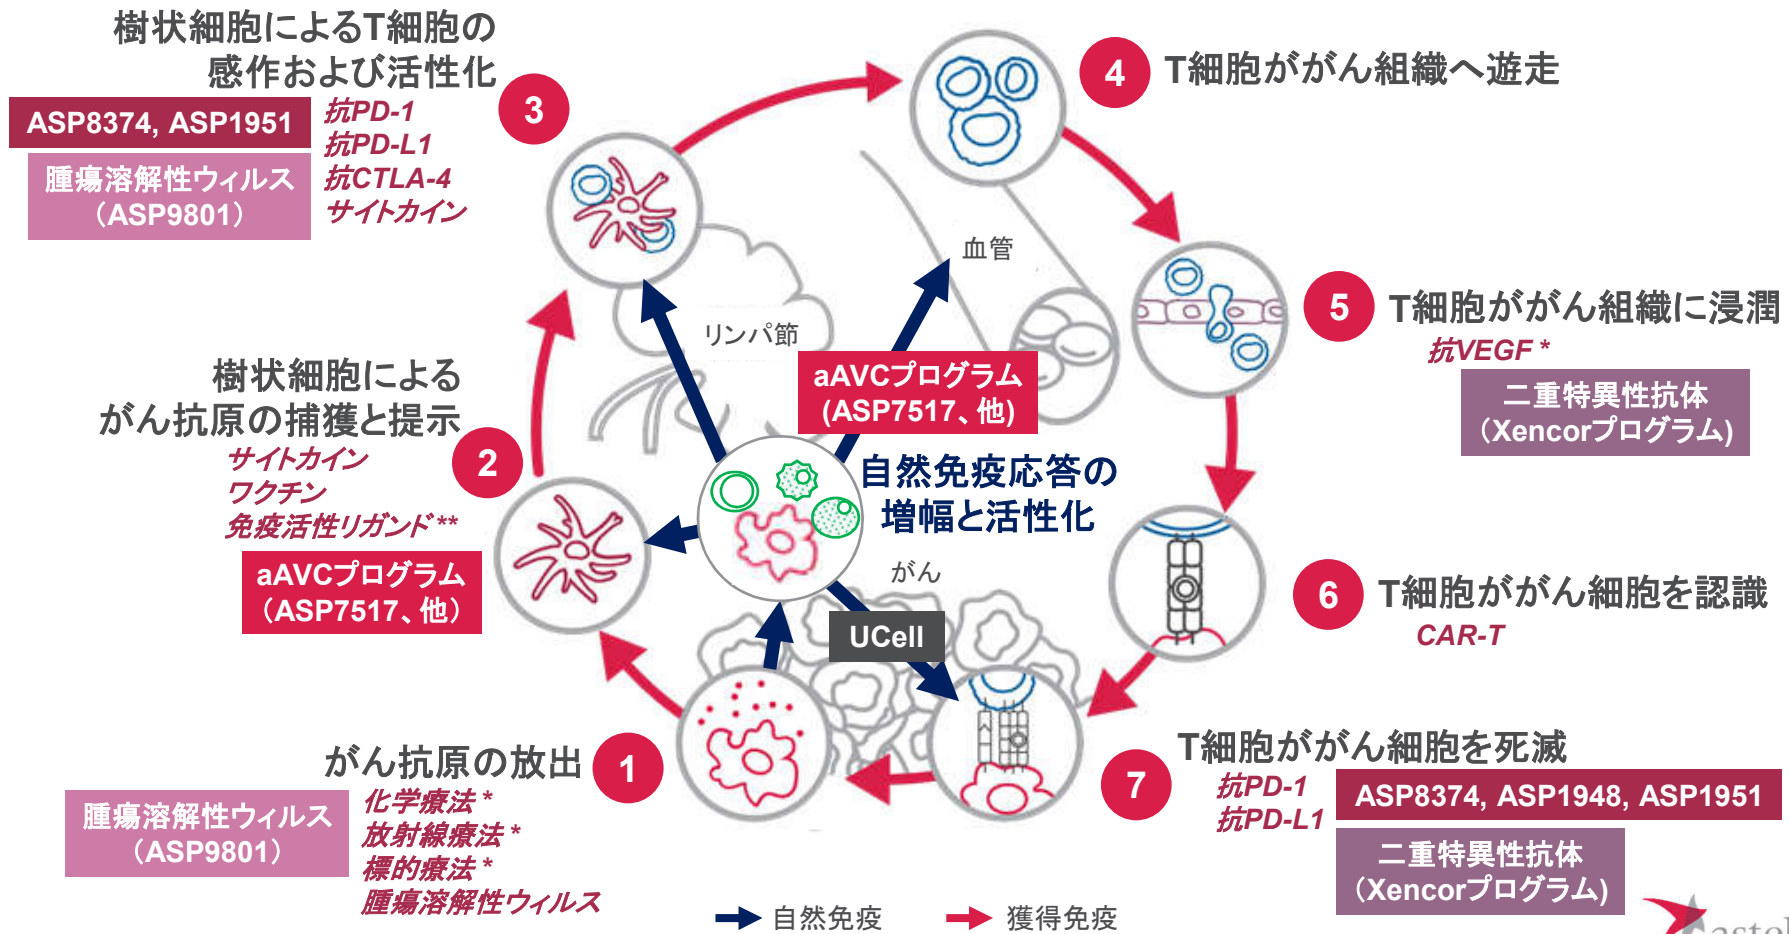 樹状細胞によるT細胞の
感作および活性化
3
ASP8374, ASP1951
腫瘍溶解性ウィルス
（ASP9801）
抗PD-1
抗PD-L1
抗CTLA-4
サイトカイン
4
T細胞ががん組織へ遊走
血管
リンパ節
5
T細胞ががん組織に浸潤
抗VEGF *
二重特異性抗体
（Xencorプログラム)
aAVCプログラム
(ASP7517、他)
自然免疫応答の
増幅と活性化
樹状細胞による
がん抗原の捕獲と提示
2
サイトカイン
ワクチン
免疫活性リガンド**
aAVCプログラム
（ASP7517、他）
がん
UCell
6
T細胞ががん細胞を認識
CAR-T
がん抗原の放出
1
腫瘍溶解性ウィルス
（ASP9801）
化学療法 *
放射線療法 *
標的療法 *
腫瘍溶解性ウィルス
7
T細胞ががん細胞を死滅
抗PD-1
抗PD-L1
ASP8374, ASP1948, ASP1951
二重特異性抗体
（Xencorプログラム)
自然免疫
獲得免疫